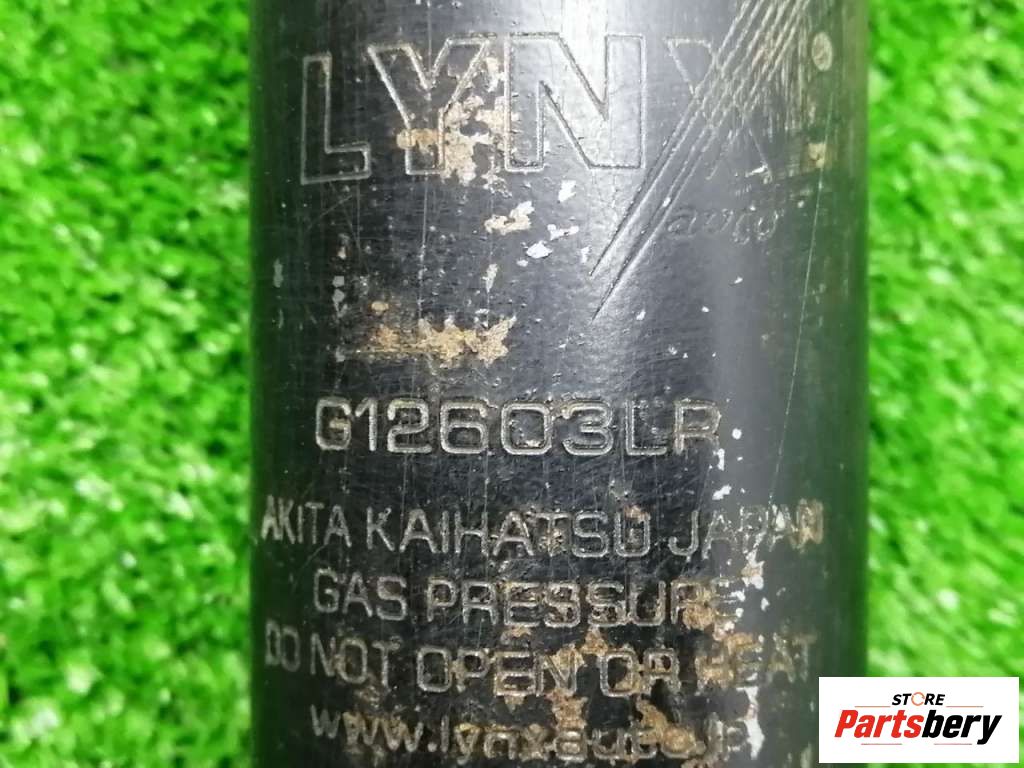 LYNX
auto
G12603LR
AKITA KAIHATSU JAPAN
GAS PRESSURE
DO NOT OPEN OR HEAT
www.lynxauto.jp
STORE
Partsbery